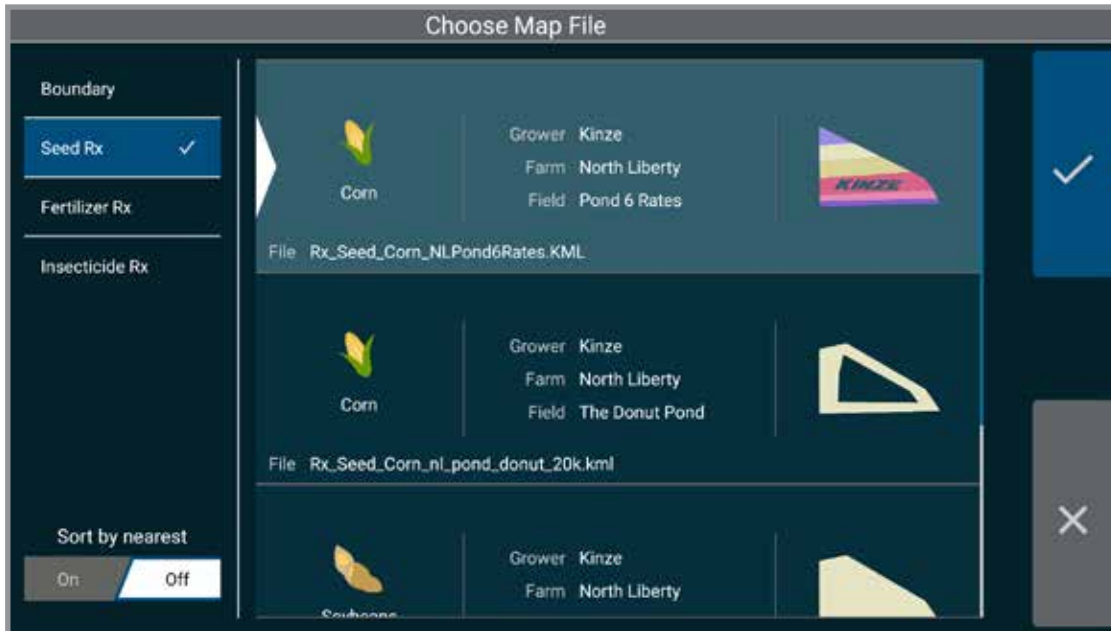 Choose Map File
Boundary
Seed Rx
Fertilizer Rx
Insecticide Rx
Sort by nearest
On Off
Corn
Grower Kinze
Farm North Liberty
Field Pond 6 Rates
KINZE
File Rx_Seed_Corn_NLPond6Rates.KML
Corn
Grower Kinze
Farm North Liberty
Field The Donut Pond
File Rx_Seed_Corn_nl_pond_donut_20k.kml
Soybeans
Grower Kinze
Farm North Liberty